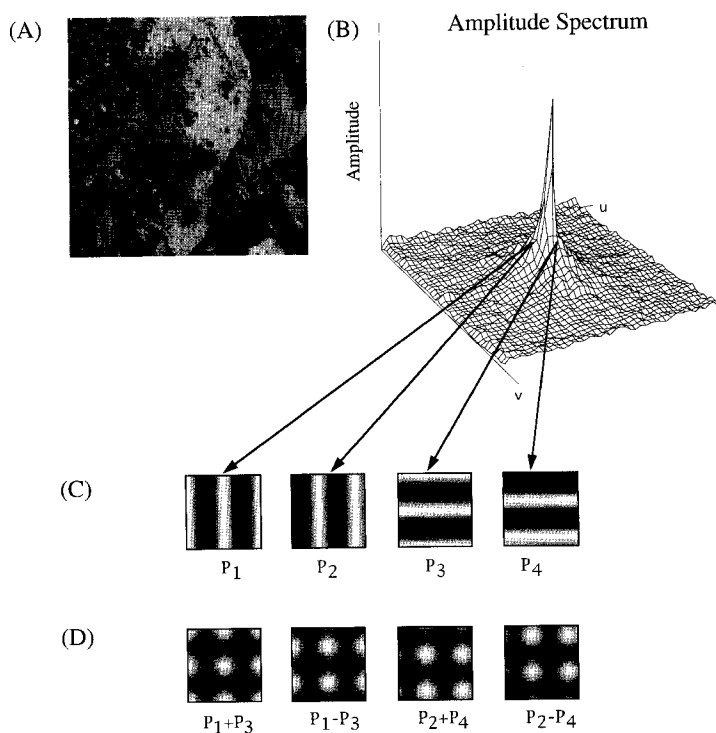 (A)
(B)
Amplitude Spectrum
Amplitude
u
v
(C)
P1 P2 P3 P4
(D)
P1+P3 P1-P3 P2+P4 P2-P4